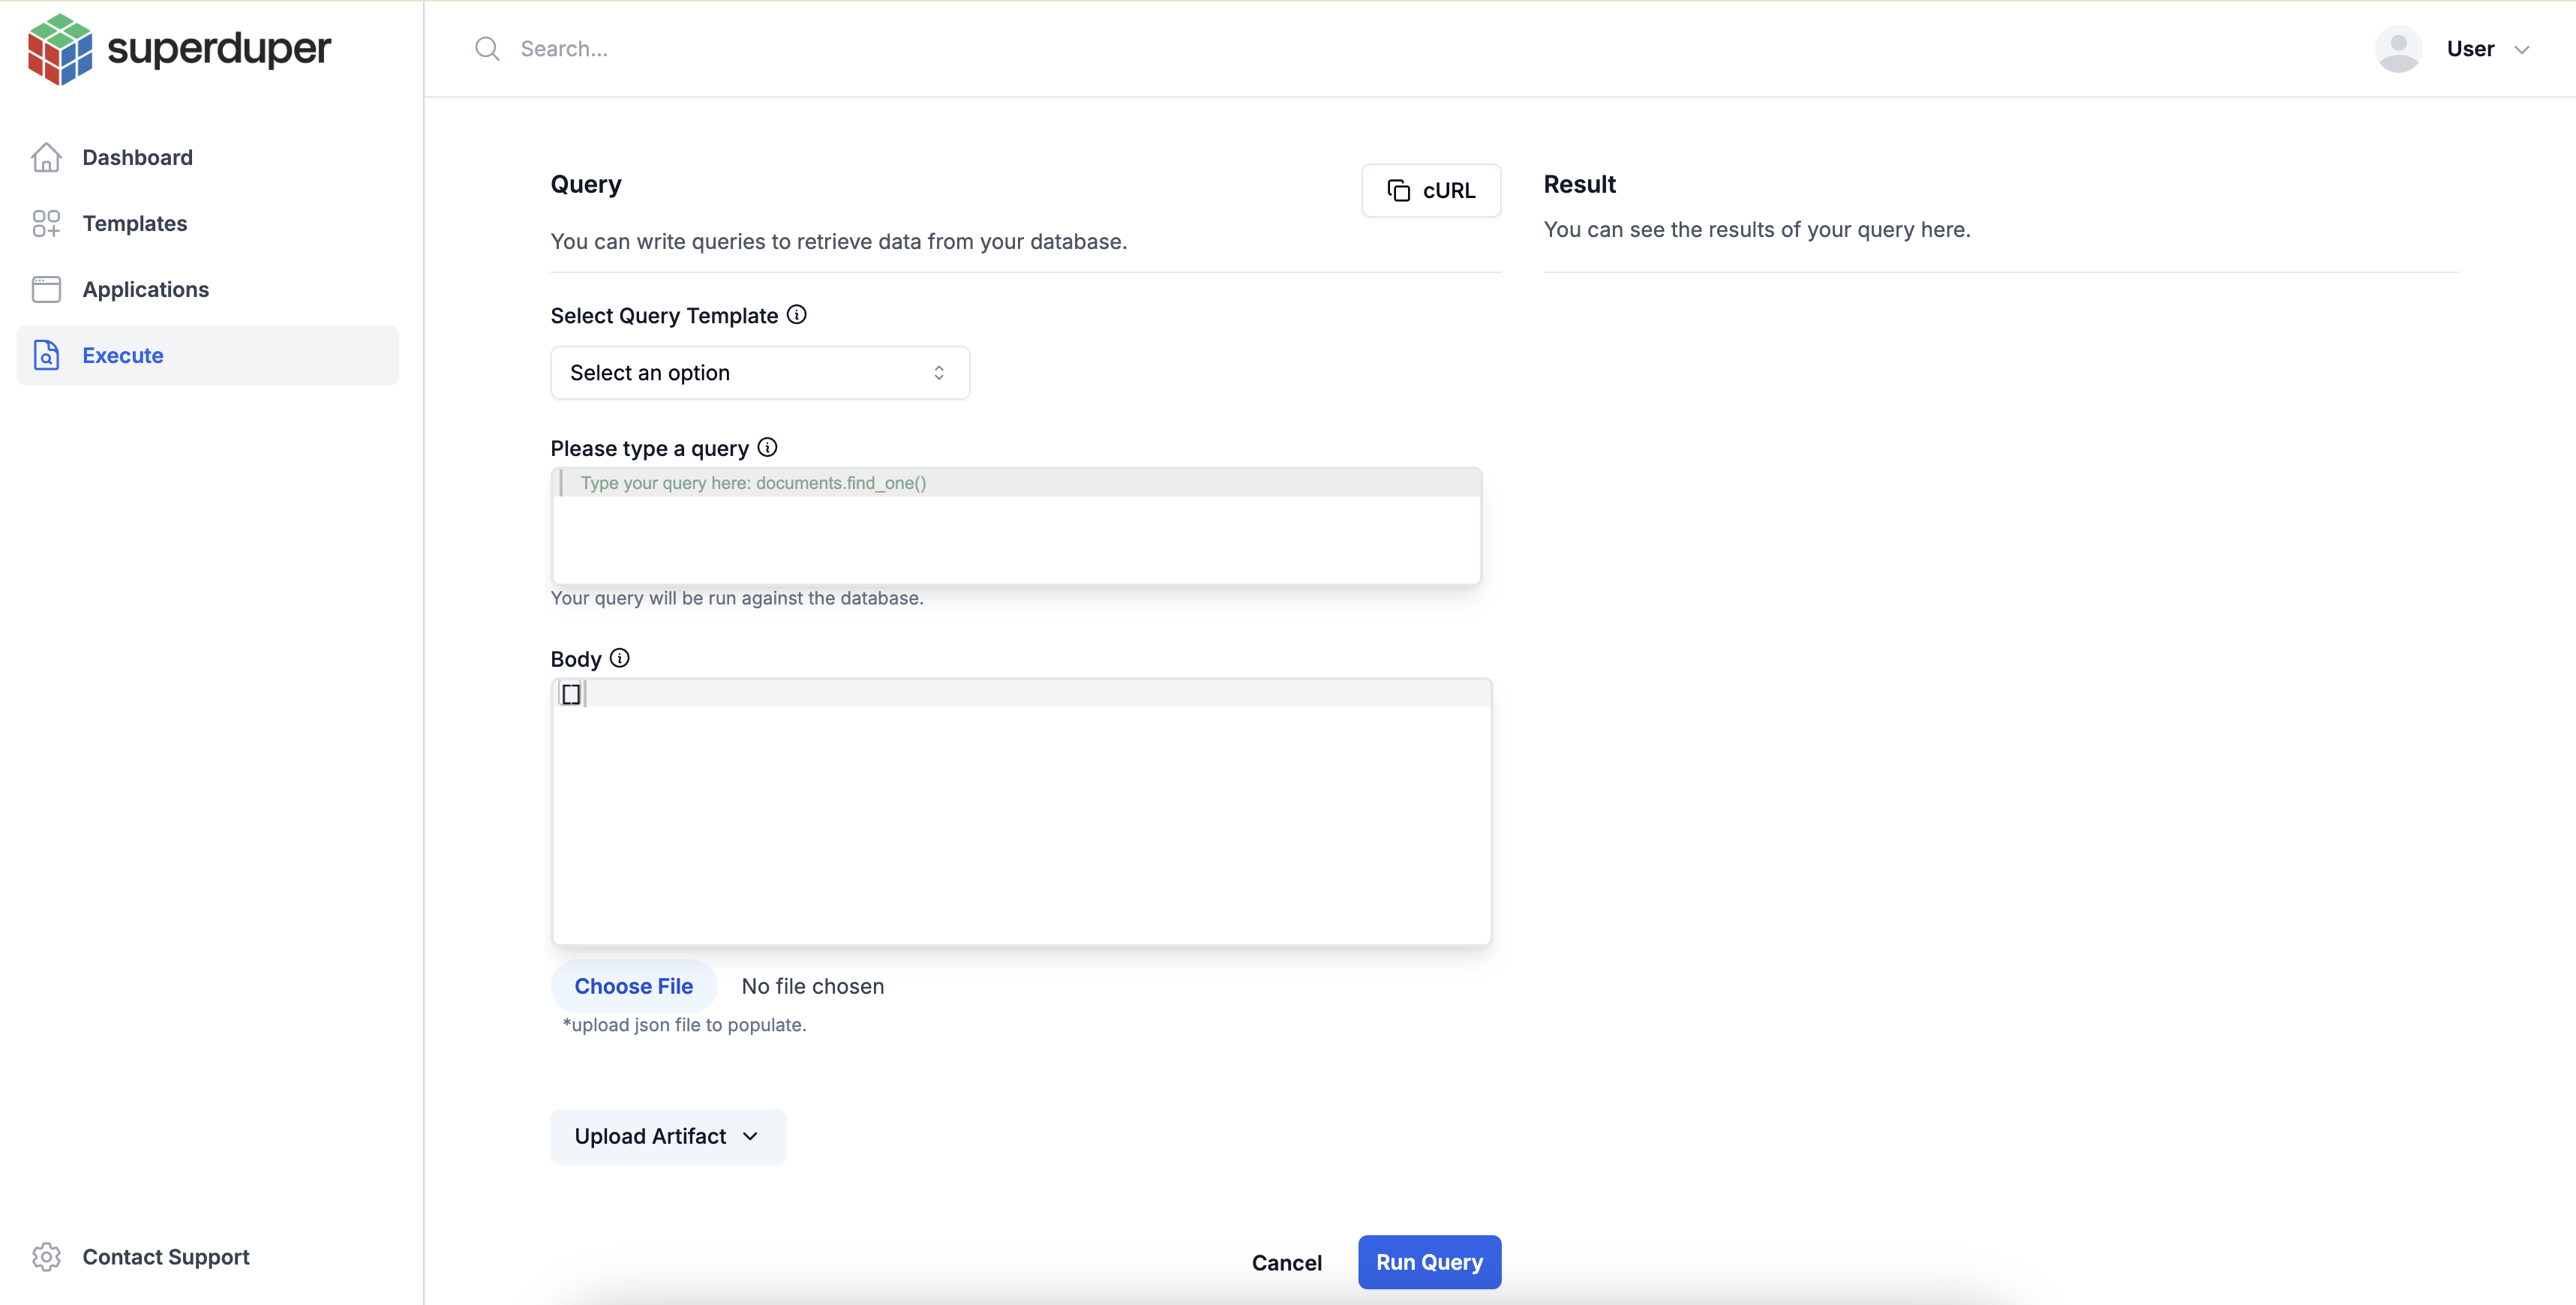 superduper
Search...
User
Dashboard
Templates
Applications
Execute
Contact Support
Query
cURL
You can write queries to retrieve data from your database.
Select Query Template
Select an option
Please type a query
Type your query here: documents.find_one()
Your query will be run against the database.
Body
[]
Choose File No file chosen
*upload json file to populate.
Upload Artifact
Cancel
Run Query
Result
You can see the results of your query here.